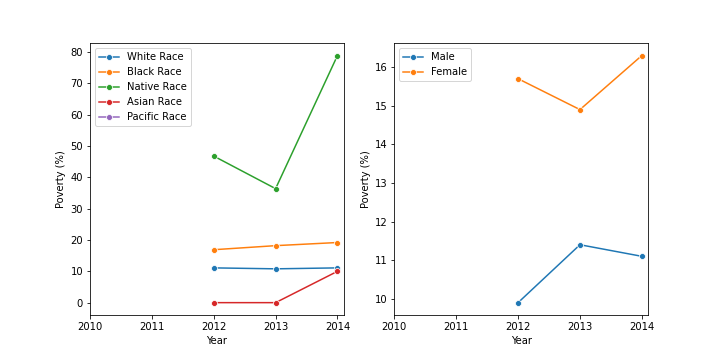 White Race
Black Race
Native Race
Asian Race
Pacific Race
80
70
60
50
40
30
20
10
0
Poverty (%)
2010 2011 2012 2013 2014
Year
Male
Female
16
15
14
13
12
11
10
Poverty (%)
2010 2011 2012 2013 2014
Year